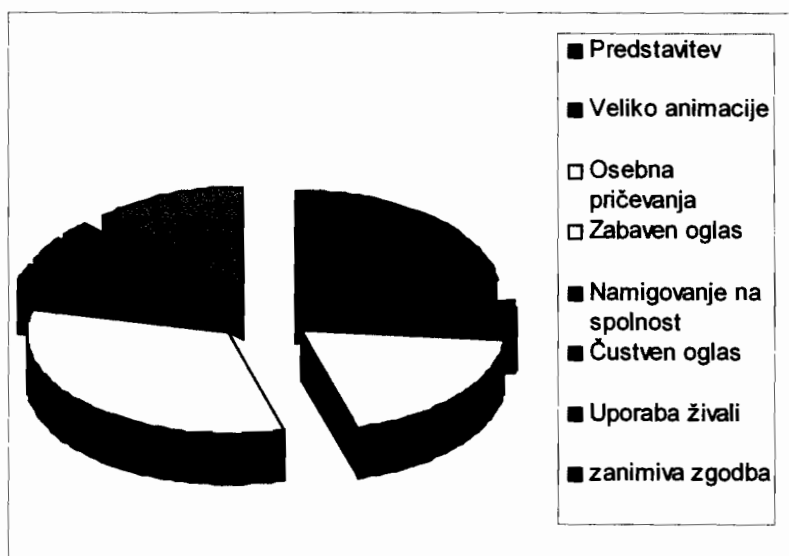 Predstavitev
Veliko animacije
Osebna
pričevanja
Zabaven oglas
Namigovanje na
spolnost
Čustven oglas
Uporaba živali
zanimiva zgodba